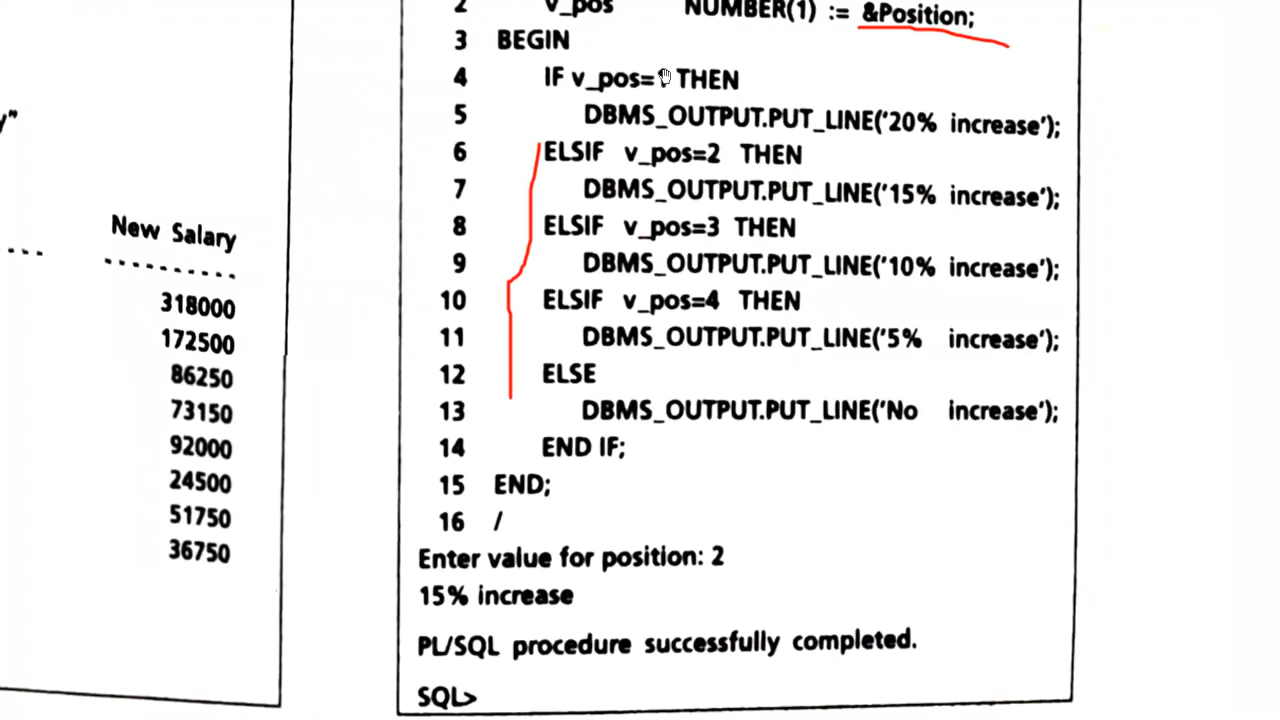 y"
New Salary
318000
172500
86250
73150
92000
24500
51750
36750
2 v_pos NUMBER(1) := &Position;
3 BEGIN
4 IF v_pos= THEN
5 DBMS_OUTPUT.PUT_LINE('20% increase');
6 ELSIF v_pos=2 THEN
7 DBMS_OUTPUT.PUT_LINE('15% increase');
8 ELSIF v_pos=3 THEN
9 DBMS_OUTPUT.PUT_LINE('10% increase');
10 ELSIF v_pos=4 THEN
11 DBMS_OUTPUT.PUT_LINE('5% increase');
12 ELSE
13 DBMS_OUTPUT.PUT_LINE('No increase');
14 END IF;
15 END;
16 /
Enter value for position: 2
15% increase
PL/SQL procedure successfully completed.
SQL>